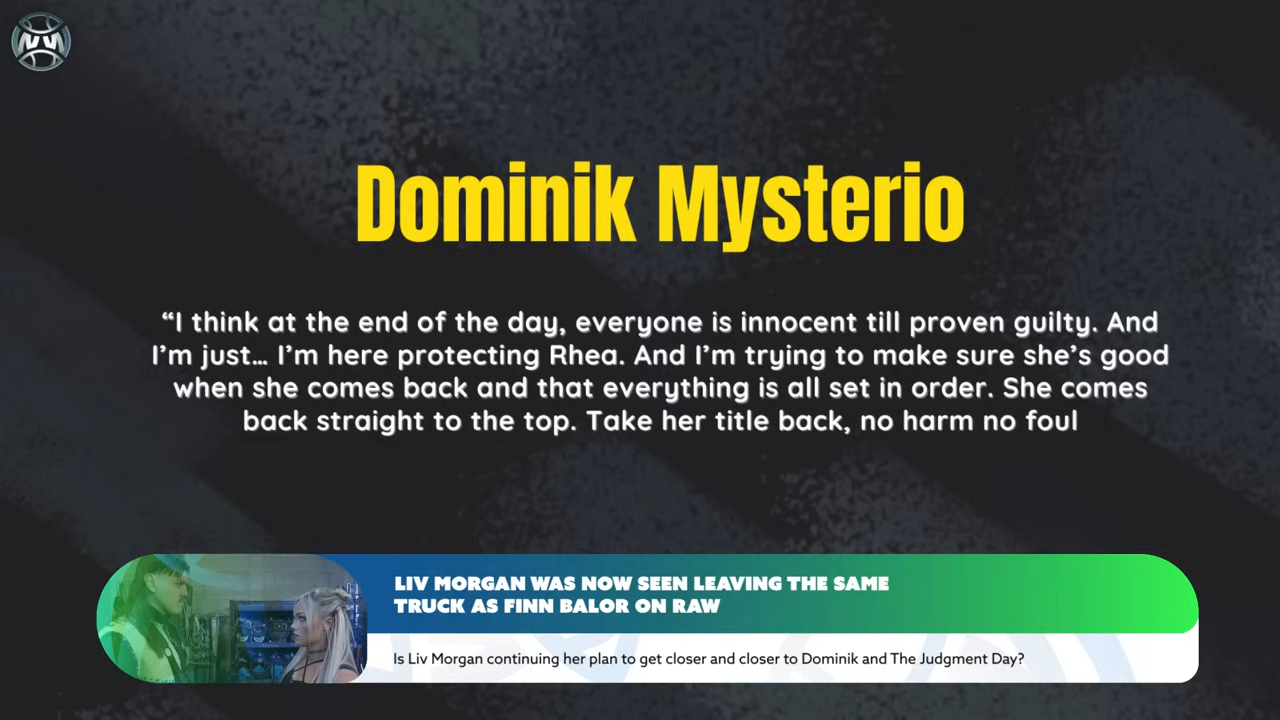 Dominik Mysterio
“I think at the end of the day, everyone is innocent till proven guilty. And
I’m just… I’m here protecting Rhea. And I’m trying to make sure she’s good
when she comes back and that everything is all set in order. She comes
back straight to the top. Take her title back, no harm no foul
LIV MORGAN WAS NOW SEEN LEAVING THE SAME
TRUCK AS FINN BALOR ON RAW
Is Liv Morgan continuing her plan to get closer and closer to Dominik and The Judgment Day?